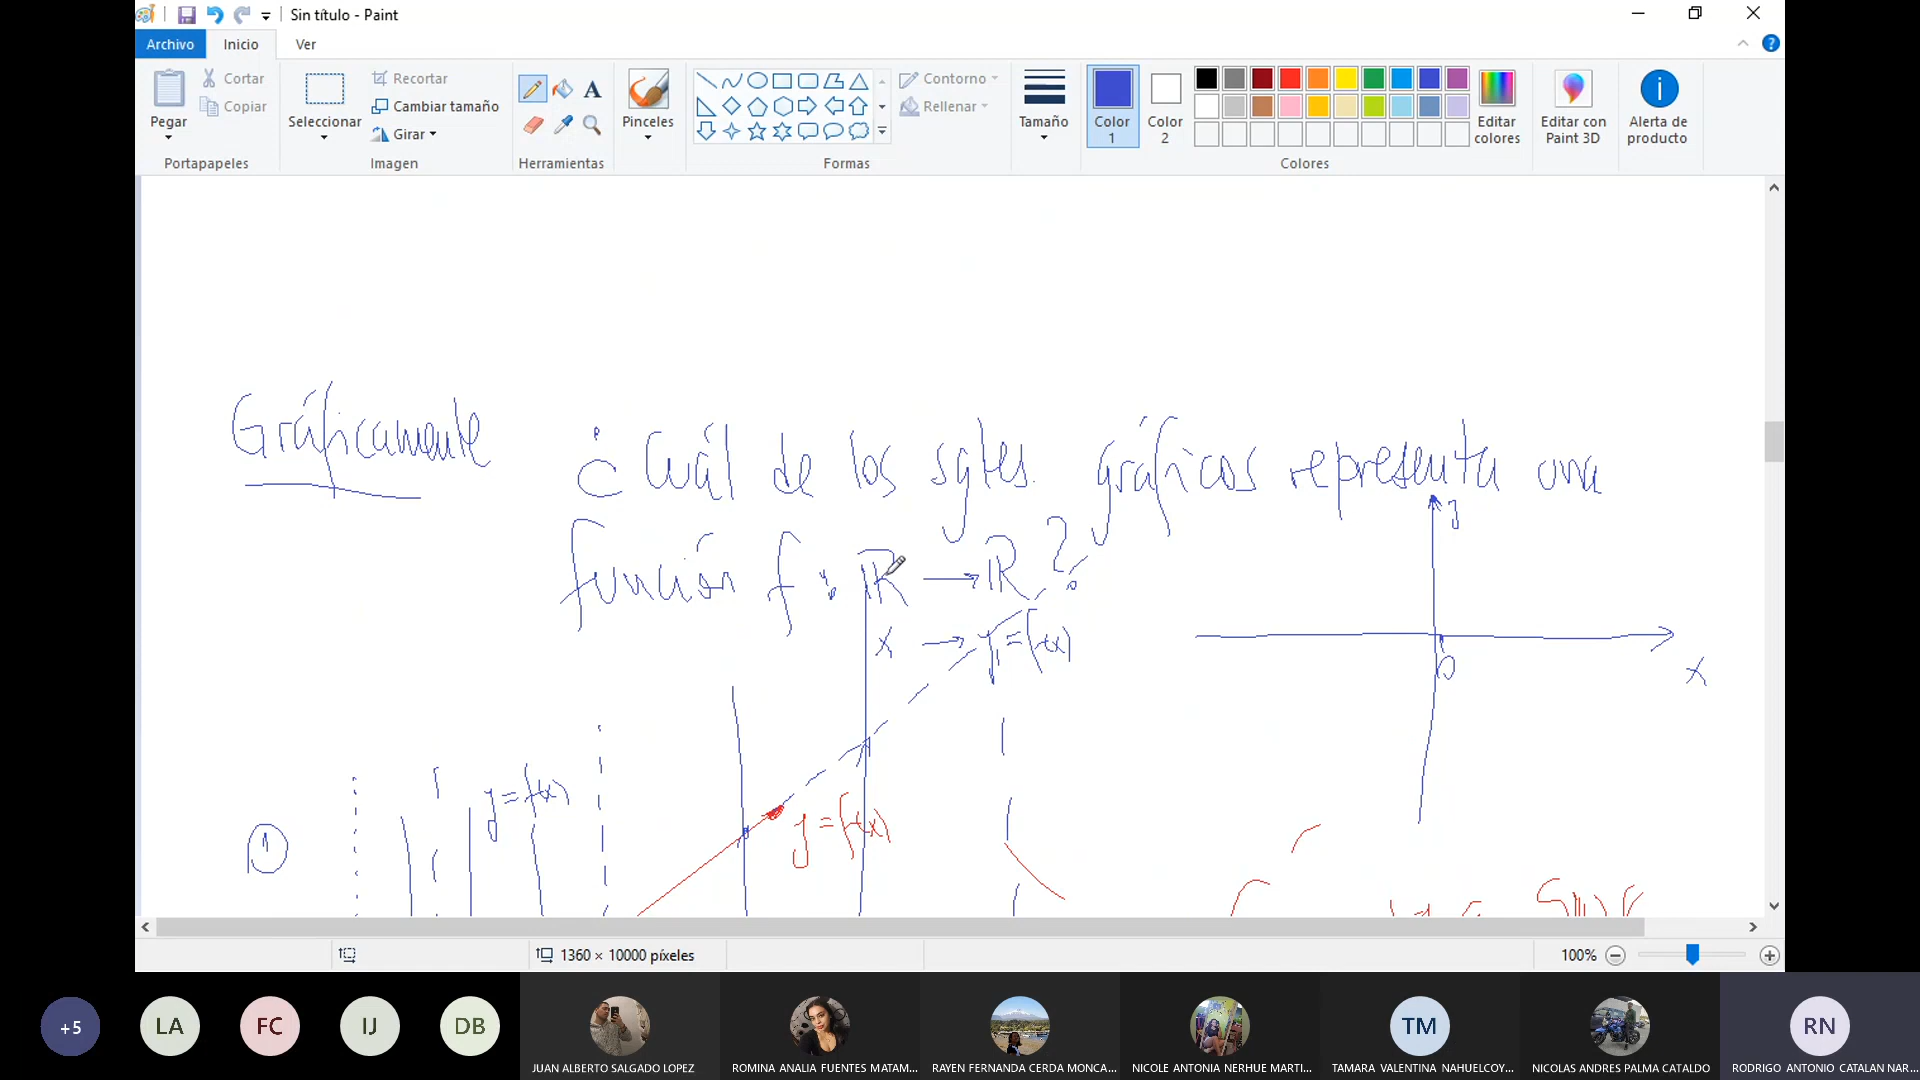 Sin título - Paint
Archivo Inicio Ver
Pegar
Cortar
Copiar
Portapapeles
Seleccionar
Recortar
Cambiar tamaño
Girar
Imagen
A
Herramientas
Pinceles
Contorno
Rellenar
Formas
Tamaño
Color 1
Color 2
Editar colores
Colores
Editar con Paint 3D
Alerta de producto
Gráficamente
¿Cuál de los sgtes. gráficos representa una
función f: ℝ → ℝ ?
x → y = f(x)
y
0
x
① y = f(x)
y = f(x)
1360 × 10000 píxeles
100%
+5 LA FC IJ DB TM RN
JUAN ALBERTO SALGADO LOPEZ
ROMINA ANALIA FUENTES MATAM...
RAYEN FERNANDA CERDA MONCA...
NICOLE ANTONIA NERHUE MARTI...
TAMARA VALENTINA NAHUELCOY...
NICOLAS ANDRES PALMA CATALDO
RODRIGO ANTONIO CATALAN NAR...